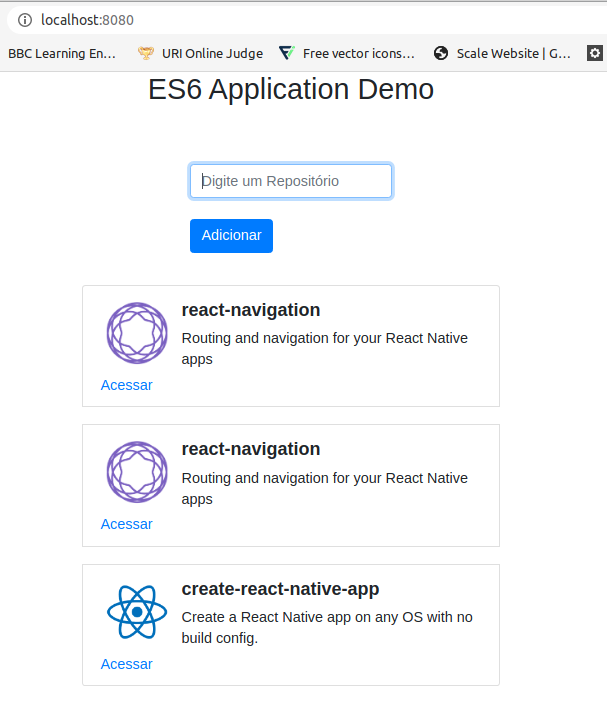 localhost:8080
BBC Learning En… URI Online Judge Free vector icons… Scale Website | G…
ES6 Application Demo
Digite um Repositório
Adicionar
react-navigation
Routing and navigation for your React Native
apps
Acessar
react-navigation
Routing and navigation for your React Native
apps
Acessar
create-react-native-app
Create a React Native app on any OS with no
build config.
Acessar